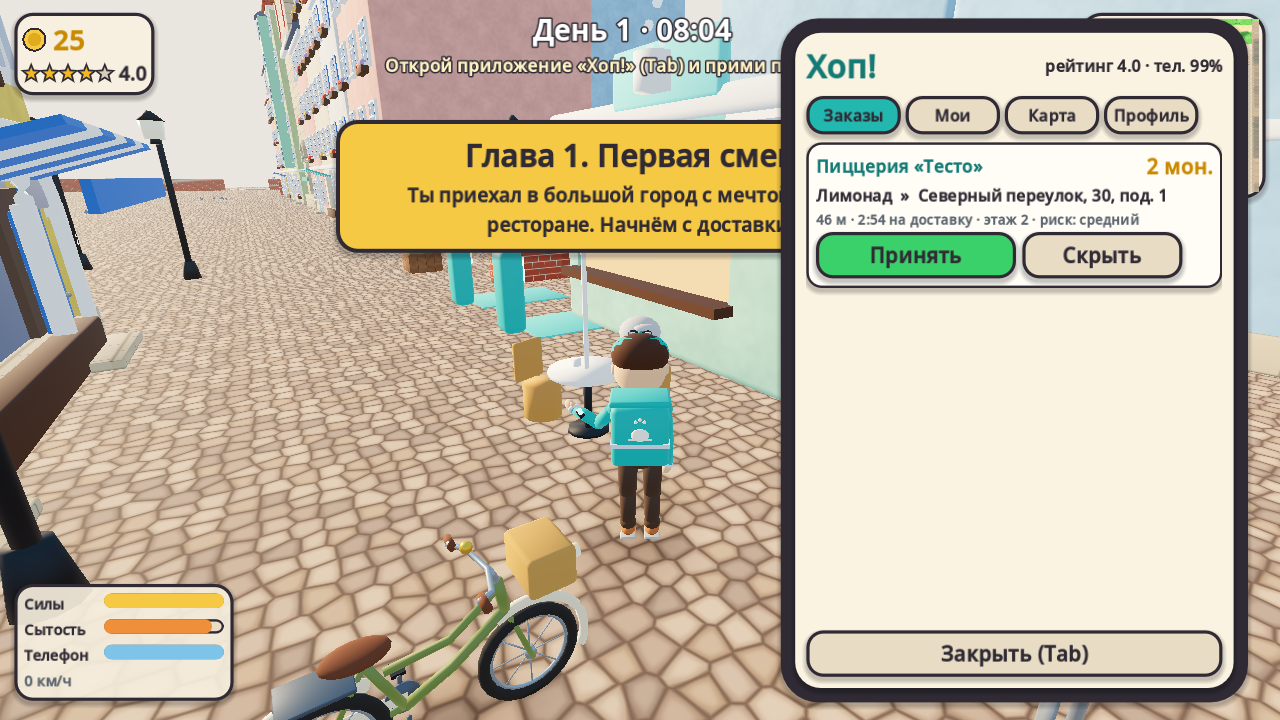 25
4.0
День 1 · 08:04
Открой приложение «Хоп!» (Tab) и прими п
Глава 1. Первая сме
Ты приехал в большой город с мечто
ресторане. Начнём с доставки
Хоп!
рейтинг 4.0 · тел. 99%
Заказы
Мои
Карта
Профиль
Пиццерия «Тесто»
2 мон.
Лимонад » Северный переулок, 30, под. 1
46 м · 2:54 на доставку · этаж 2 · риск: средний
Принять
Скрыть
Закрыть (Tab)
Силы
Сытость
Телефон
0 км/ч